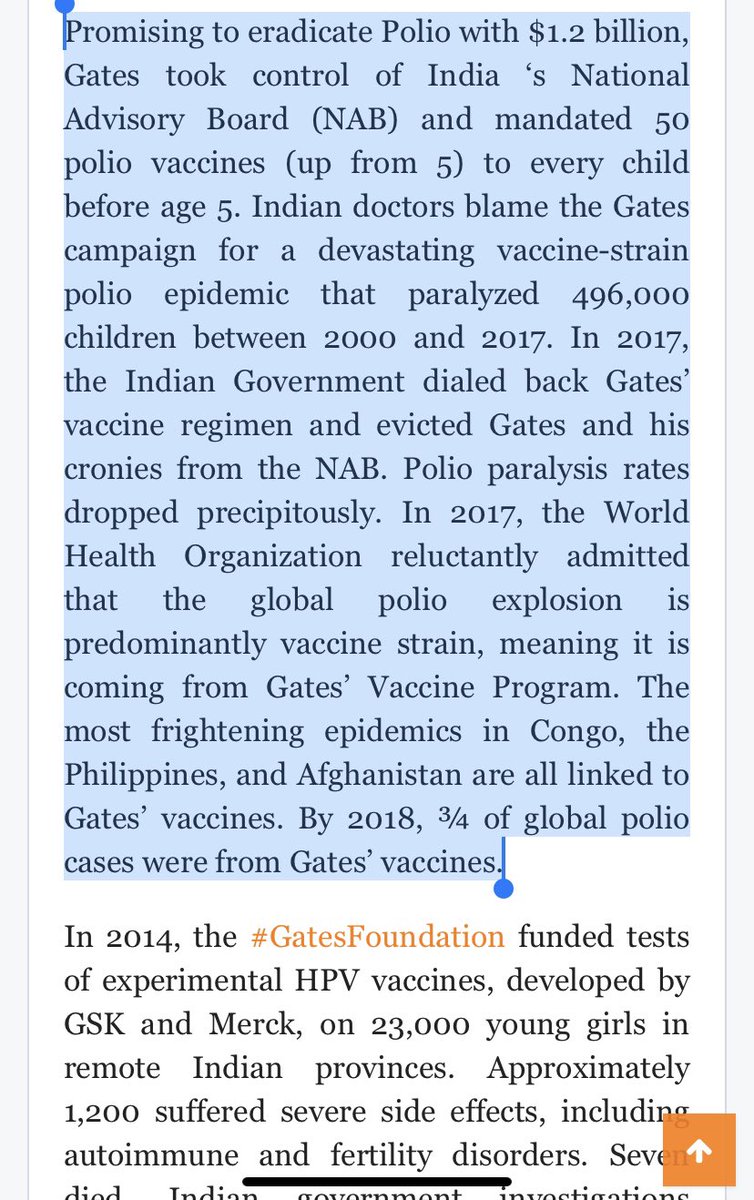 Promising to eradicate Polio with $1.2 billion,
Gates took control of India ‘s National
Advisory Board (NAB) and mandated 50
polio vaccines (up from 5) to every child
before age 5. Indian doctors blame the Gates
campaign for a devastating vaccine-strain
polio epidemic that paralyzed 496,000
children between 2000 and 2017. In 2017,
the Indian Government dialed back Gates’
vaccine regimen and evicted Gates and his
cronies from the NAB. Polio paralysis rates
dropped precipitously. In 2017, the World
Health Organization reluctantly admitted
that the global polio explosion is
predominantly vaccine strain, meaning it is
coming from Gates’ Vaccine Program. The
most frightening epidemics in Congo, the
Philippines, and Afghanistan are all linked to
Gates’ vaccines. By 2018, ¾ of global polio
cases were from Gates’ vaccines.
In 2014, the #GatesFoundation funded tests
of experimental HPV vaccines, developed by
GSK and Merck, on 23,000 young girls in
remote Indian provinces. Approximately
1,200 suffered severe side effects, including
autoimmune and fertility disorders. Seven
died. Indian government investigations